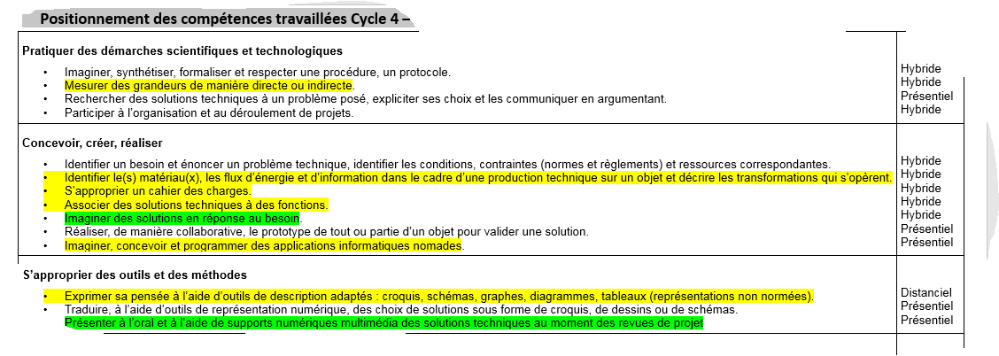 Positionnement des compétences travaillées Cycle 4 –
Pratiquer des démarches scientifiques et technologiques
• Imaginer, synthétiser, formaliser et respecter une procédure, un protocole. Hybride
• Mesurer des grandeurs de manière directe ou indirecte. Hybride
• Rechercher des solutions techniques à un problème posé, expliciter ses choix et les communiquer en argumentant. Présentiel
• Participer à l’organisation et au déroulement de projets. Hybride
Concevoir, créer, réaliser
• Identifier un besoin et énoncer un problème technique, identifier les conditions, contraintes (normes et règlements) et ressources correspondantes. Hybride
• Identifier le(s) matériau(x), les flux d’énergie et d’information dans le cadre d’une production technique sur un objet et décrire les transformations qui s’opèrent. Hybride
• S’approprier un cahier des charges. Hybride
• Associer des solutions techniques à des fonctions. Hybride
• Imaginer des solutions en réponse au besoin. Hybride
• Réaliser, de manière collaborative, le prototype de tout ou partie d’un objet pour valider une solution. Présentiel
• Imaginer, concevoir et programmer des applications informatiques nomades. Présentiel
S’approprier des outils et des méthodes
• Exprimer sa pensée à l’aide d’outils de description adaptés : croquis, schémas, graphes, diagrammes, tableaux (représentations non normées). Distanciel
• Traduire, à l’aide d’outils de représentation numérique, des choix de solutions sous forme de croquis, de dessins ou de schémas. Présentiel
Présenter à l’oral et à l’aide de supports numériques multimédia des solutions techniques au moment des revues de projet Présentiel